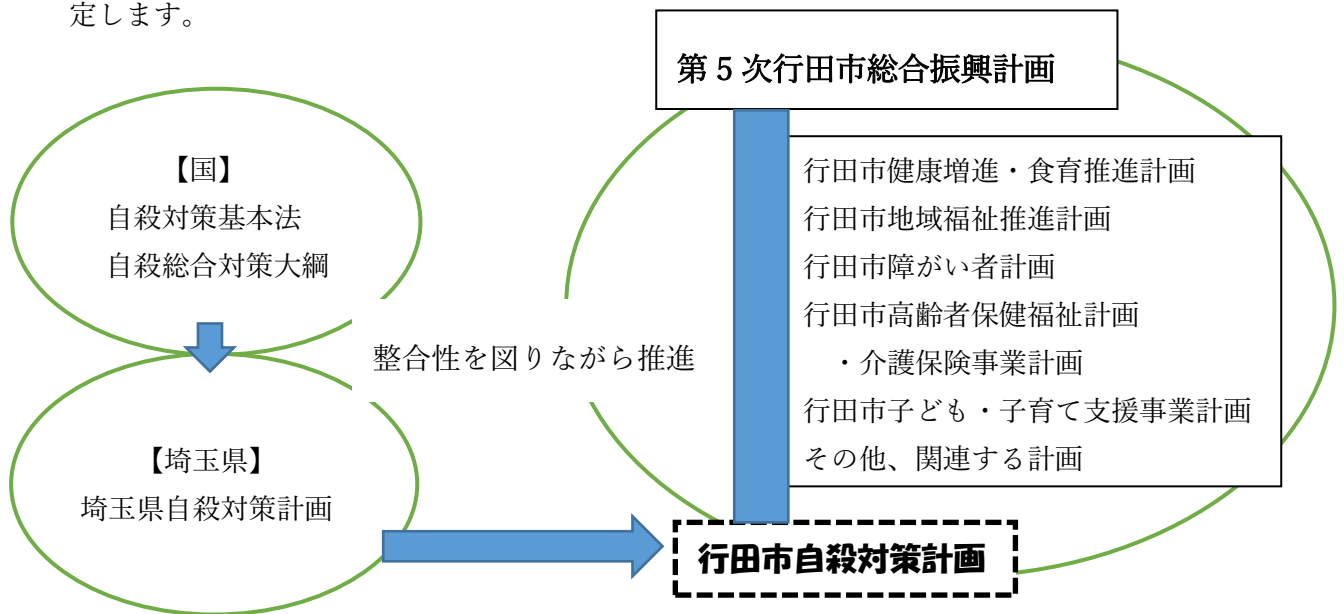 定します。
第5次行田市総合振興計画
【国】
自殺対策基本法
自殺総合対策大綱
行田市健康増進・食育推進計画
行田市地域福祉推進計画
行田市障がい者計画
行田市高齢者保健福祉計画
・介護保険事業計画
行田市子ども・子育て支援事業計画
その他、関連する計画
整合性を図りながら推進
【埼玉県】
埼玉県自殺対策計画
行田市自殺対策計画